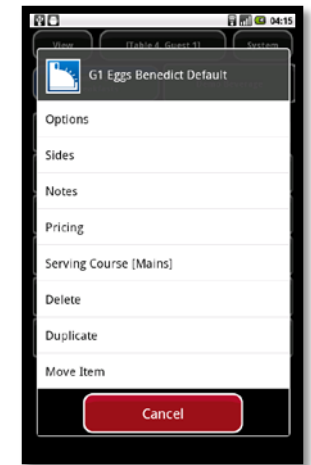 04:15
View [Table 4, Guest 1] System
G1 Eggs Benedict Default
Options
Sides
Notes
Pricing
Serving Course [Mains]
Delete
Duplicate
Move Item
Cancel